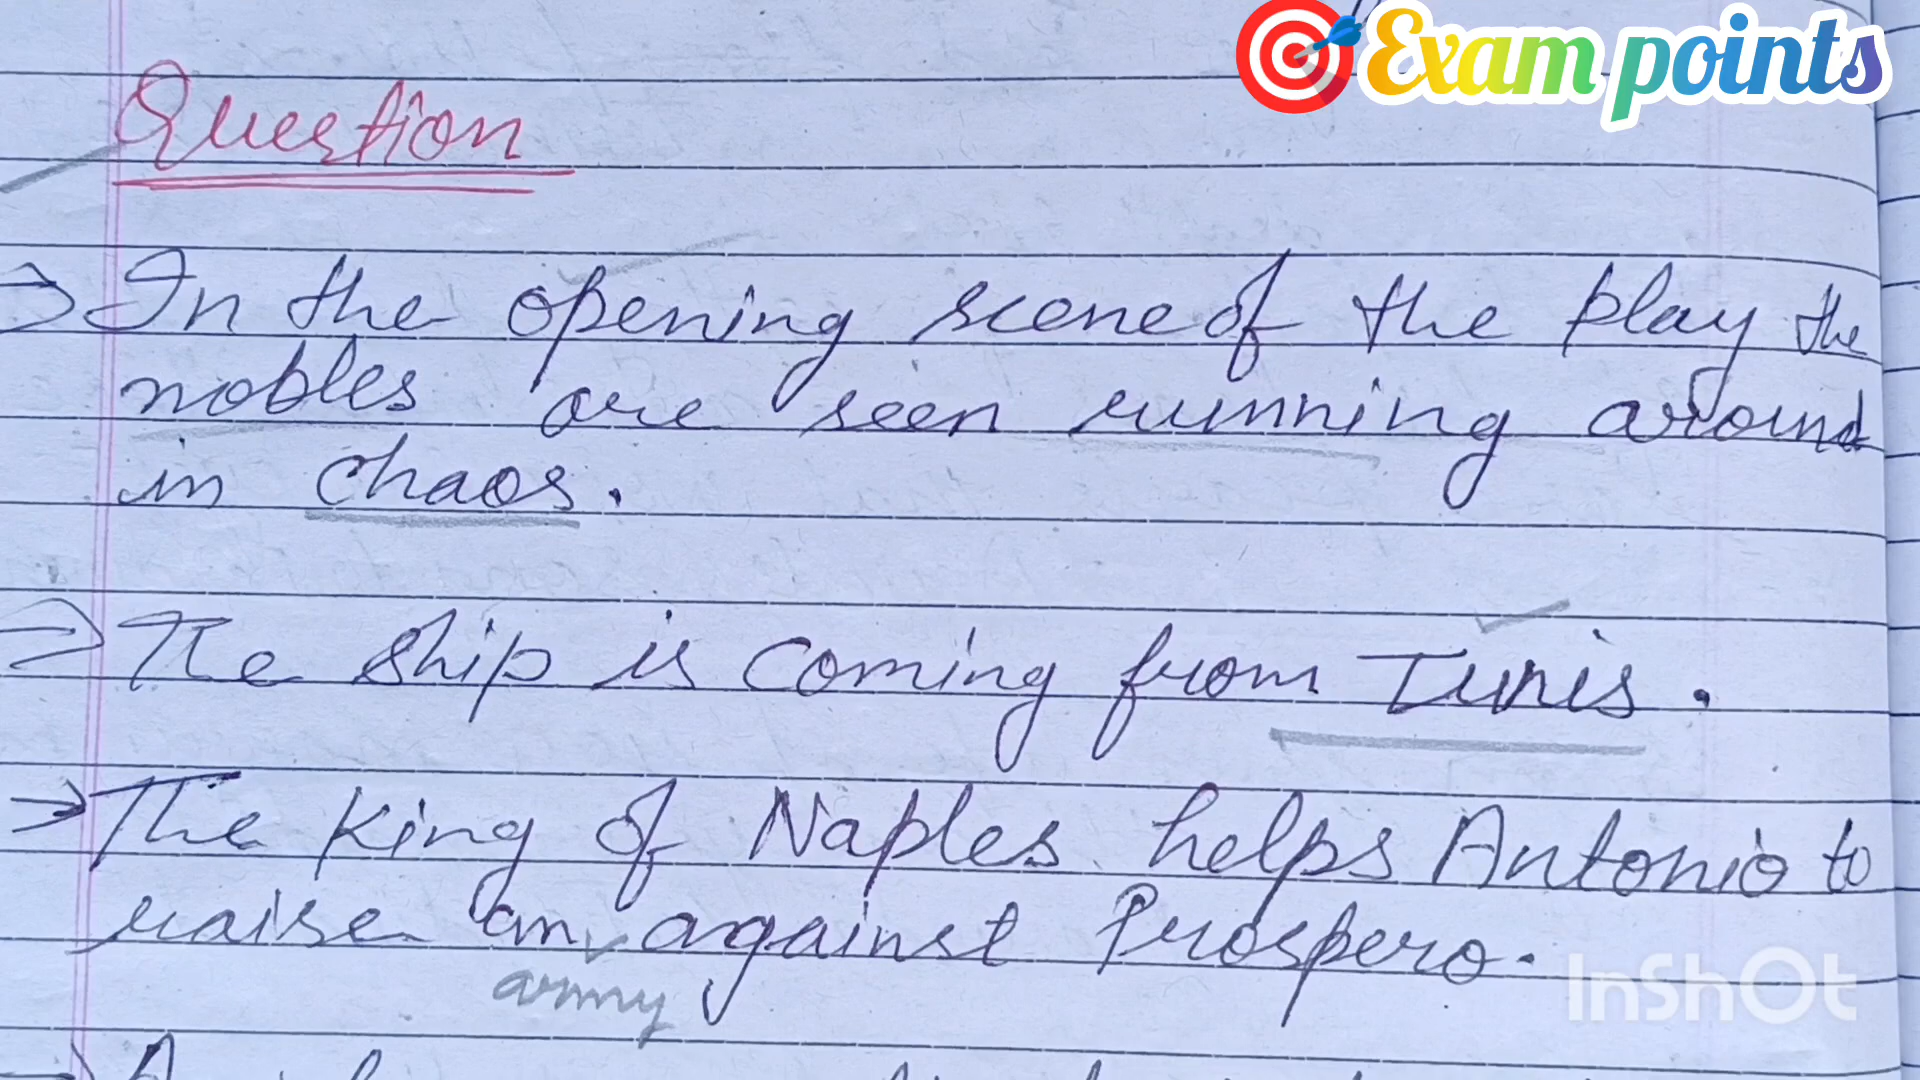 Exam points
Question
→ In the opening scene of the play the
nobles are seen running around
in chaos.
⇒ The ship is coming from Tunis.
→ The King of Naples helps Antonio to
raise an against Prospero.
army
InShOt